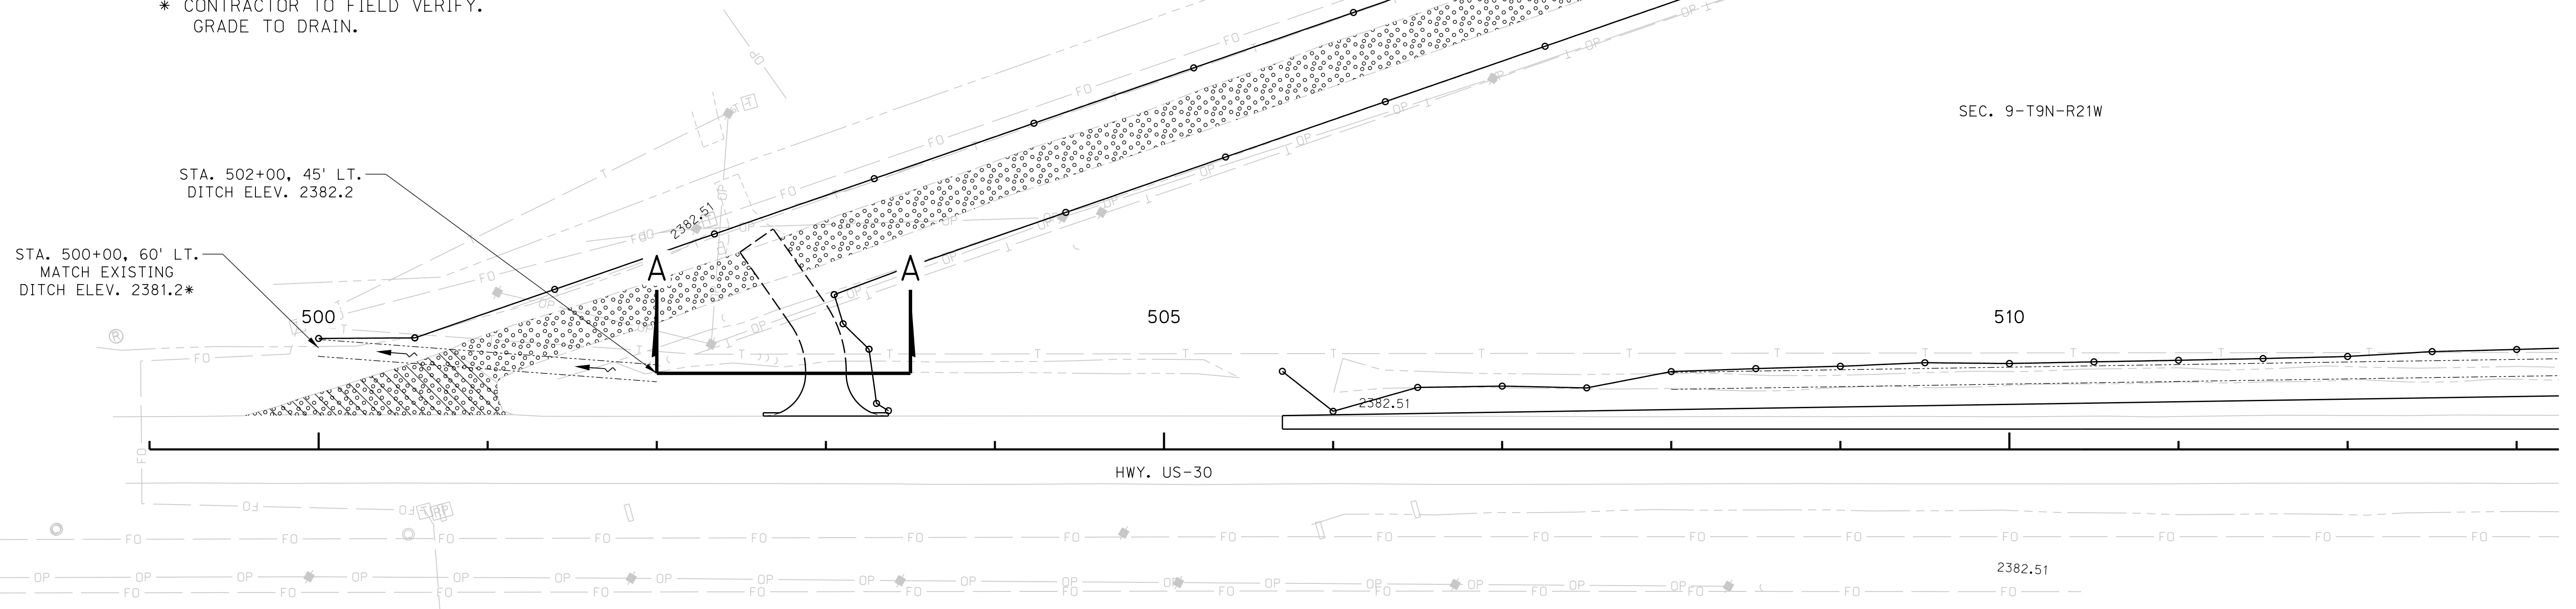 * CONTRACTOR TO FIELD VERIFY.
GRADE TO DRAIN.
SEC. 9-T9N-R21W
STA. 502+00, 45' LT.
DITCH ELEV. 2382.2
2382.51
STA. 500+00, 60' LT.
MATCH EXISTING
DITCH ELEV. 2381.2*
A A
500 505 510
2382.51
HWY. US-30
2382.51